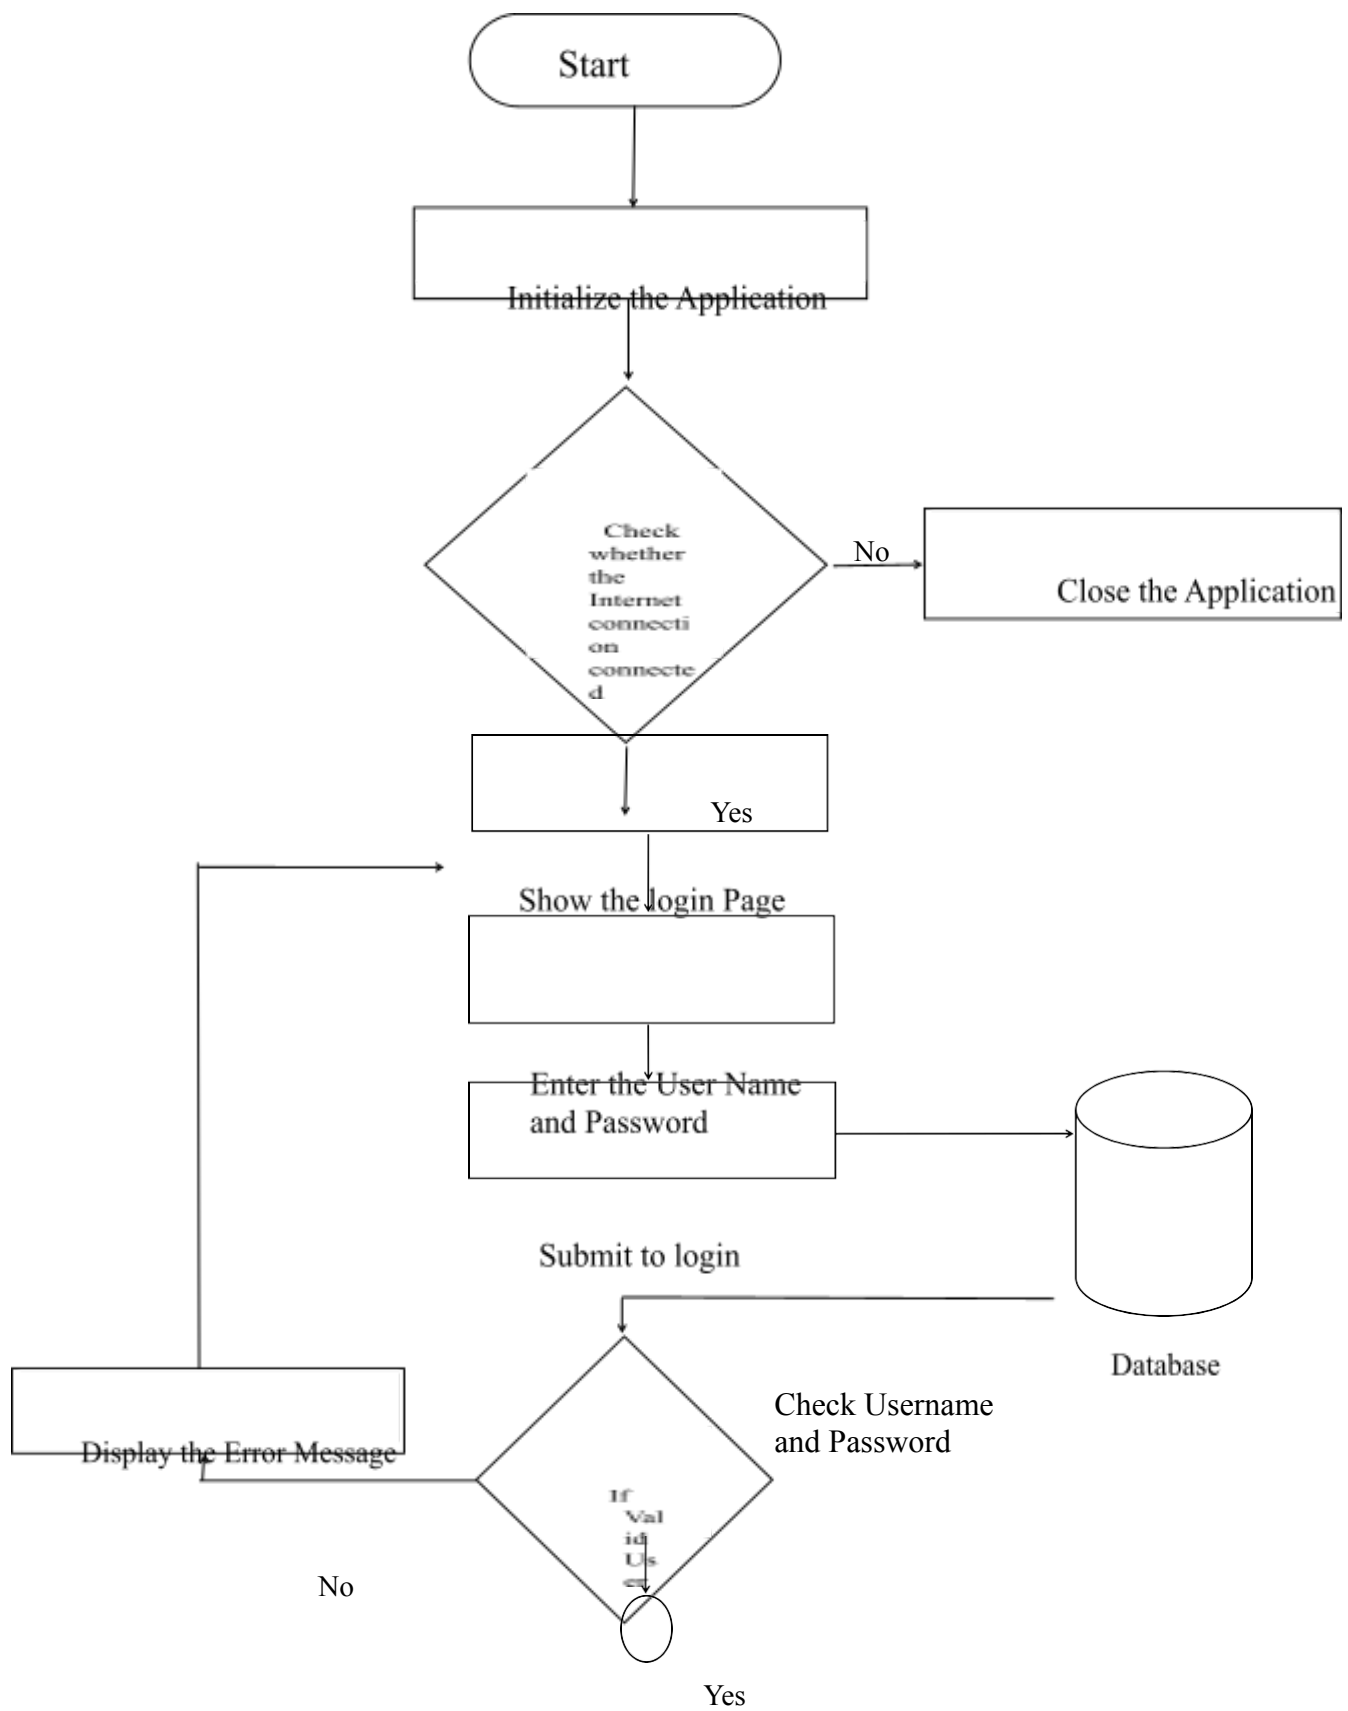 Start
Initialize the Application
Check
whether
the
Internet
connecti
on
connecte
d
No
Close the Application
Yes
Show the login Page
Enter the User Name
and Password
Submit to login
Database
Check Username
and Password
Display the Error Message
If
Val
id
Us
er
No
Yes